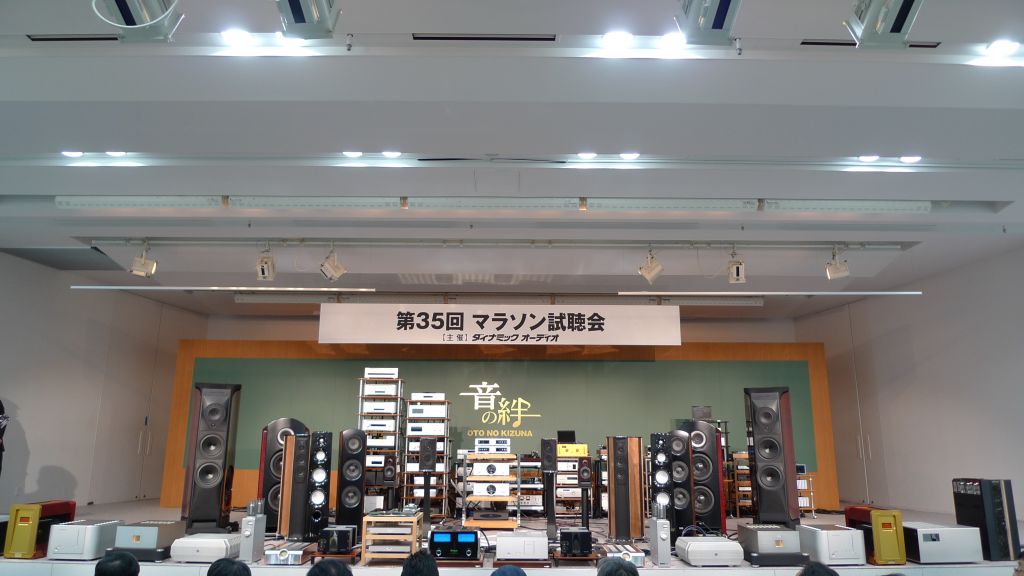 第35回 マラソン試聴会
[主 催] ダイナミック オーディオ
音
の絆
OTO NO KIZUNA